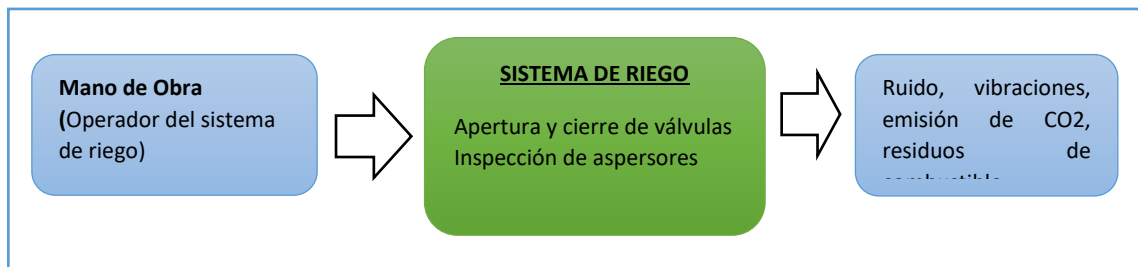 Mano de Obra
(Operador del sistema
de riego)
SISTEMA DE RIEGO
Apertura y cierre de válvulas
Inspección de aspersores
Ruido, vibraciones,
emisión de CO2,
residuos de
combustible